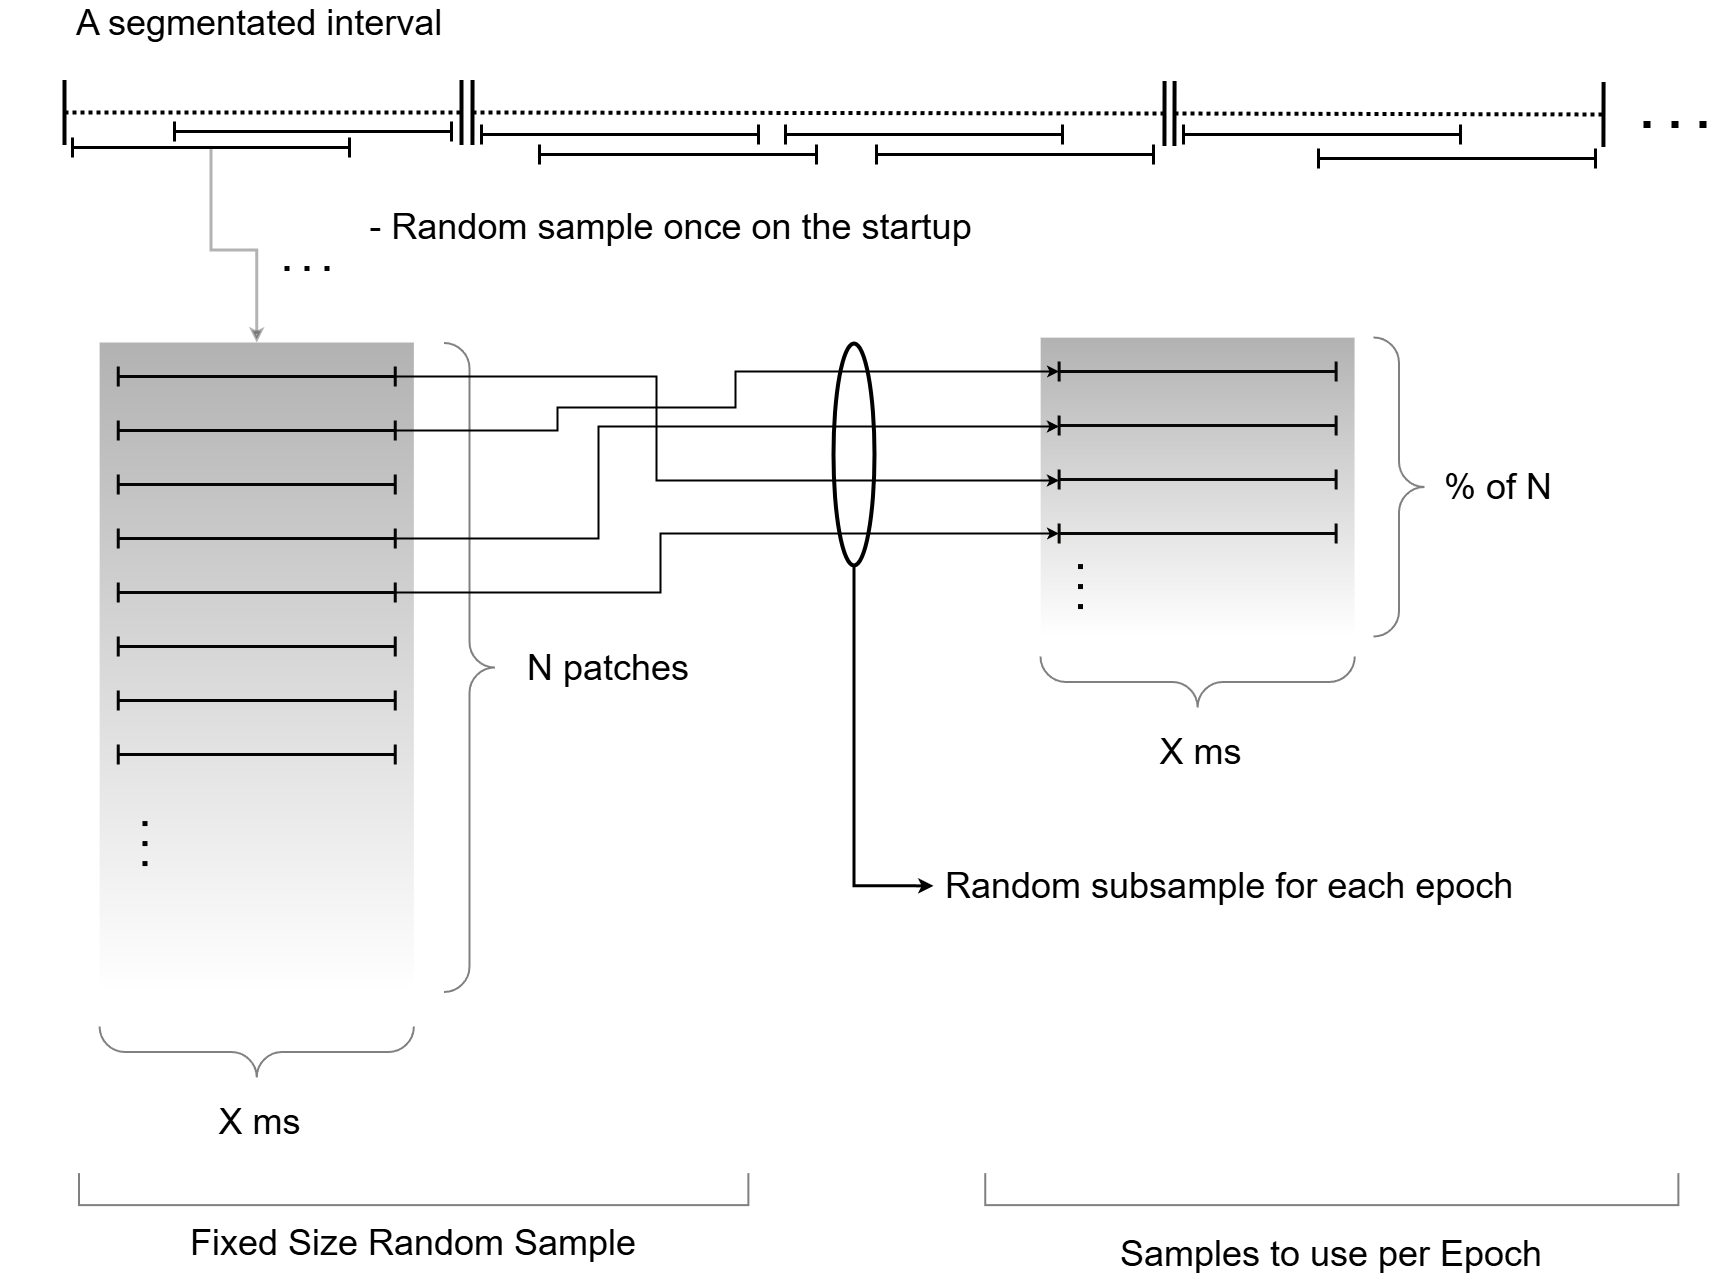 A segmentated interval
. . .
- Random sample once on the startup
. . .
% of N
N patches
X ms
Random subsample for each epoch
X ms
Fixed Size Random Sample
Samples to use per Epoch